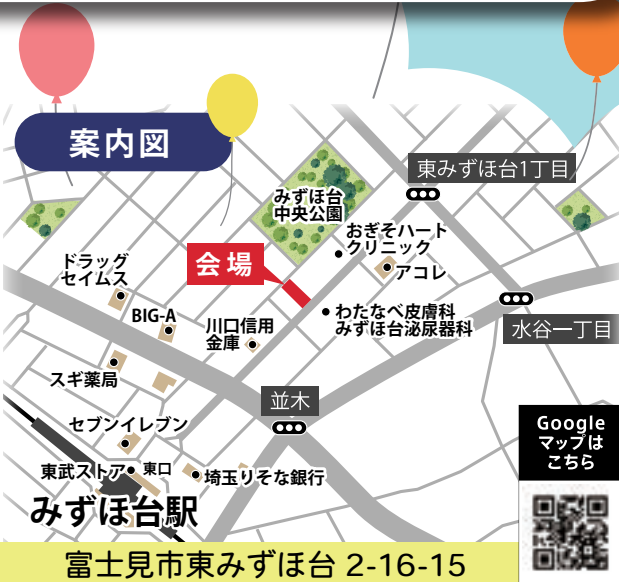 案内図
東みずほ台1丁目
みずほ台
中央公園
おぎそハート
クリニック
アコレ
会場
ドラッグ
セイムス
BIG-A
川口信用
金庫
わたなべ皮膚科
みずほ台泌尿器科
水谷一丁目
スギ薬局
並木
セブンイレブン
東武ストア
東口
埼玉りそな銀行
みずほ台駅
Google
マップは
こちら
富士見市東みずほ台 2-16-15